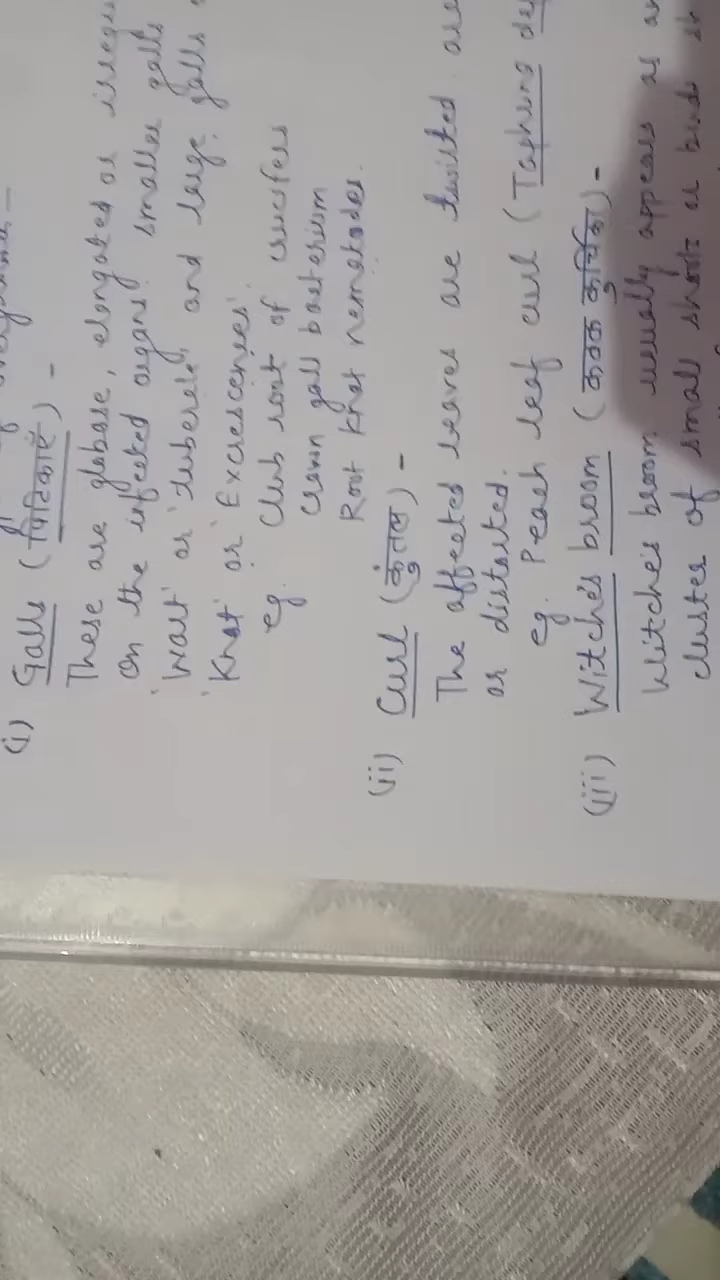 (i) Galls (पिटिकाएँ) -
These are globose, elongated or
on the infected organs. smaller galls
'Wart' or 'tubercle' and large galls
'Knot' or 'Excrescences'.
eg. Club root of crucifers
Crown gall bacterium
Root knot nematodes.
(ii) Curl (कुंतल) -
The affected leaves are twisted are
or distorted.
eg. Peach leaf curl (Taphrina
(iii) Witche's broom (कवक कुर्चिका) -
Witche's broom usually appears as
cluster of small shoots or buds